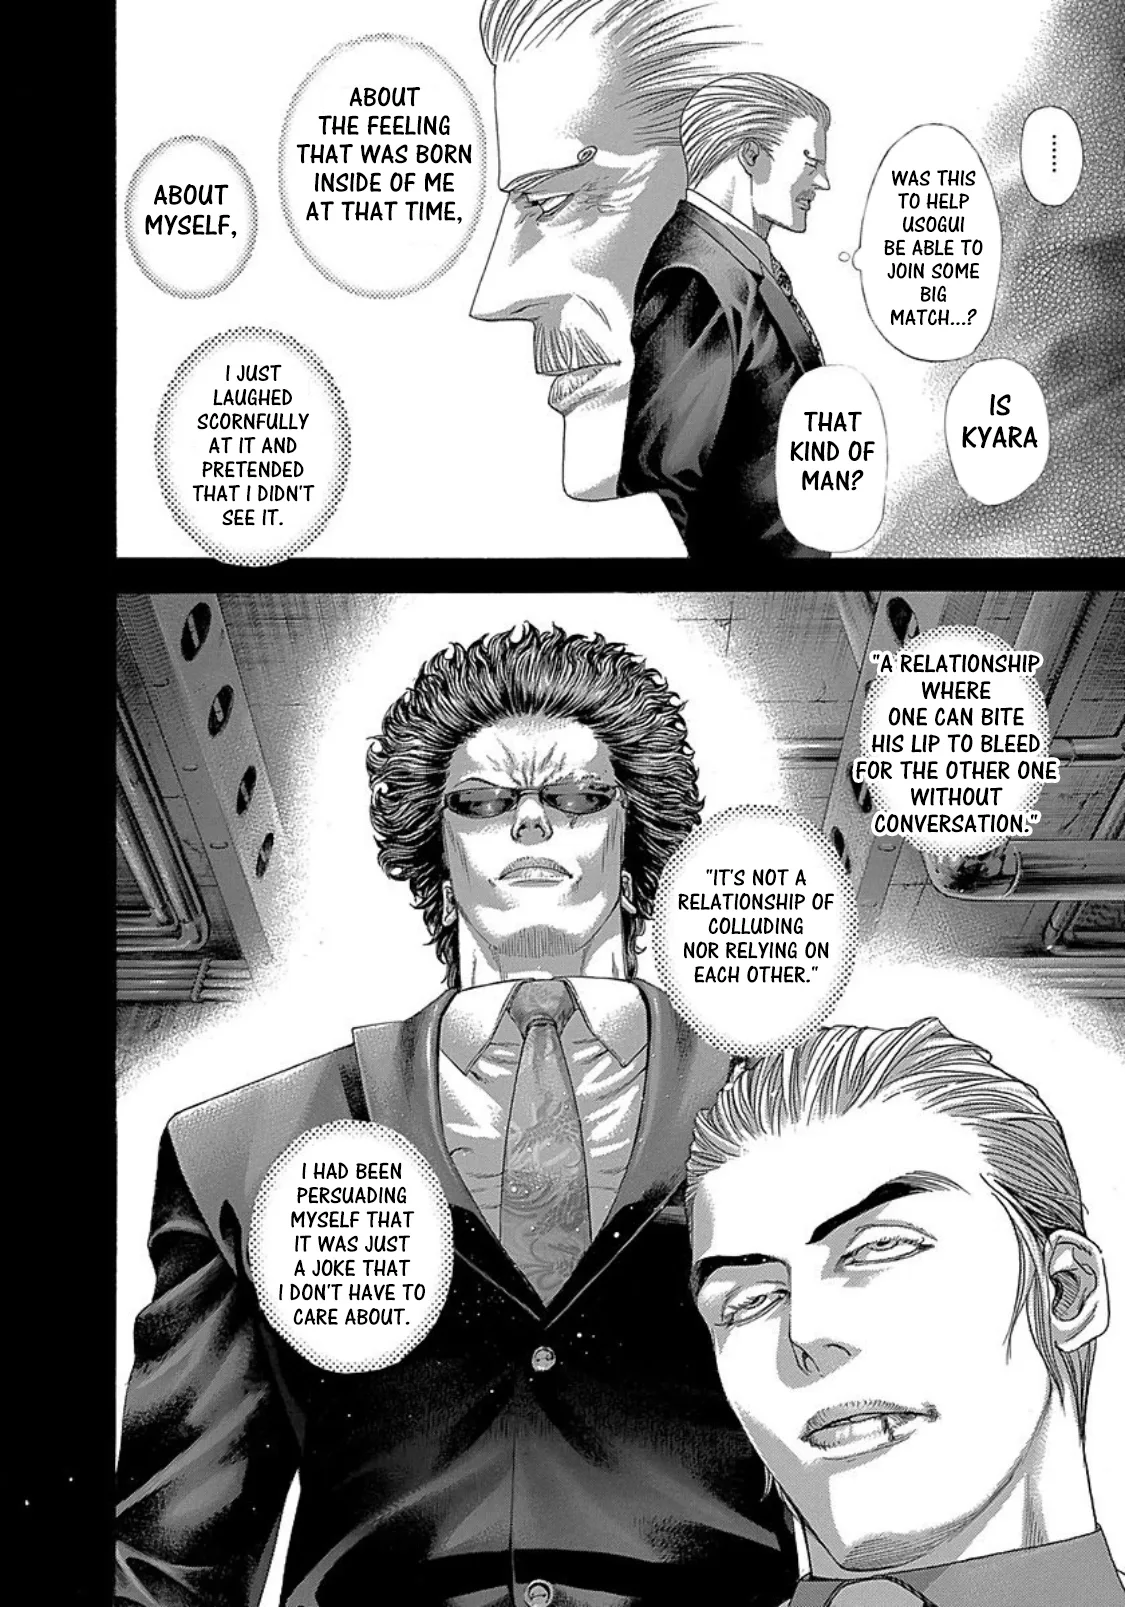 .........
WAS THIS
TO HELP
USOGUI
BE ABLE TO
JOIN SOME
BIG
MATCH...?
IS
KYARA
THAT
KIND OF
MAN?
ABOUT
THE FEELING
THAT WAS BORN
INSIDE OF ME
AT THAT TIME,
ABOUT
MYSELF,
I JUST
LAUGHED
SCORNFULLY
AT IT AND
PRETENDED
THAT I DIDN'T
SEE IT.
"A RELATIONSHIP
WHERE
ONE CAN BITE
HIS LIP TO BLEED
FOR THE OTHER ONE
WITHOUT
CONVERSATION."
"IT'S NOT A
RELATIONSHIP OF
COLLUDING
NOR RELYING ON
EACH OTHER."
I HAD BEEN
PERSUADING
MYSELF THAT
IT WAS JUST
A JOKE THAT
I DON'T HAVE TO
CARE ABOUT.